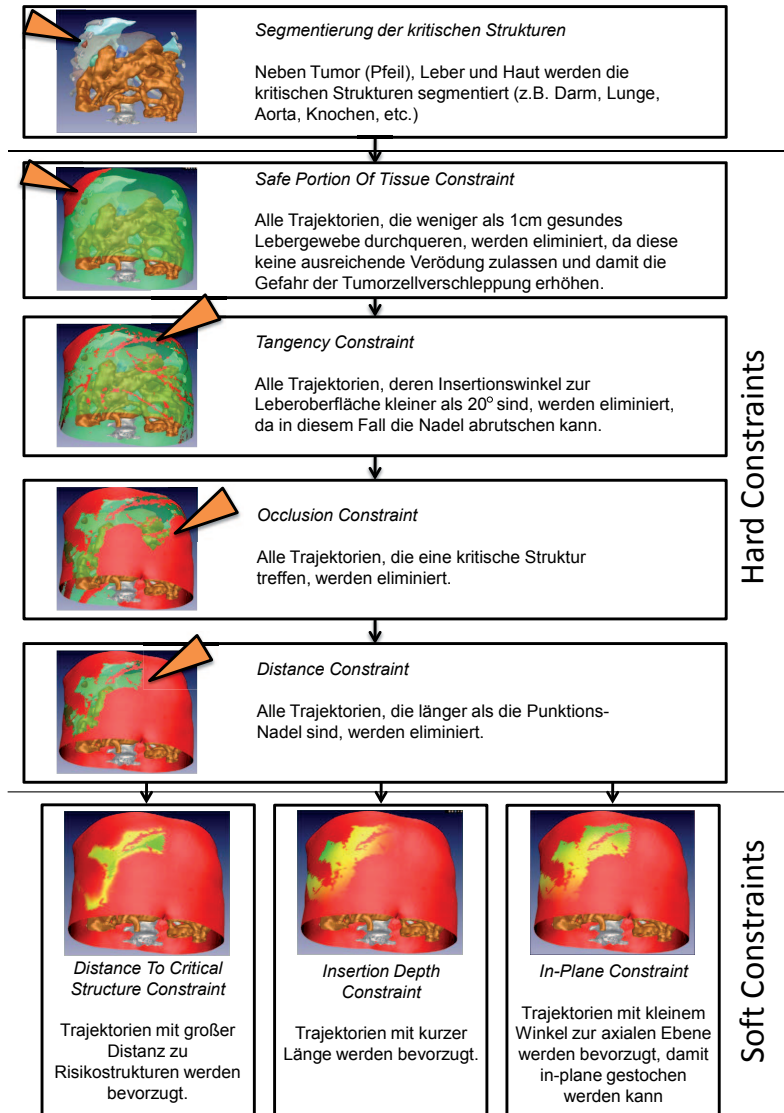 Segmentierung der kritischen Strukturen
Neben Tumor (Pfeil), Leber und Haut werden die
kritischen Strukturen segmentiert (z.B. Darm, Lunge,
Aorta, Knochen, etc.)
Safe Portion Of Tissue Constraint
Alle Trajektorien, die weniger als 1cm gesundes
Lebergewebe durchqueren, werden eliminiert, da diese
keine ausreichende Verödung zulassen und damit die
Gefahr der Tumorzellverschleppung erhöhen.
Tangency Constraint
Alle Trajektorien, deren Insertionswinkel zur
Leberoberfläche kleiner als 20° sind, werden eliminiert,
da in diesem Fall die Nadel abrutschen kann.
Occlusion Constraint
Alle Trajektorien, die eine kritische Struktur
treffen, werden eliminiert.
Distance Constraint
Alle Trajektorien, die länger als die Punktions-
Nadel sind, werden eliminiert.
Hard Constraints
Distance To Critical
Structure Constraint
Trajektorien mit großer
Distanz zu
Risikostrukturen werden
bevorzugt.
Insertion Depth
Constraint
Trajektorien mit kurzer
Länge werden bevorzugt.
In-Plane Constraint
Trajektorien mit kleinem
Winkel zur axialen Ebene
werden bevorzugt, damit
in-plane gestochen
werden kann
Soft Constraints